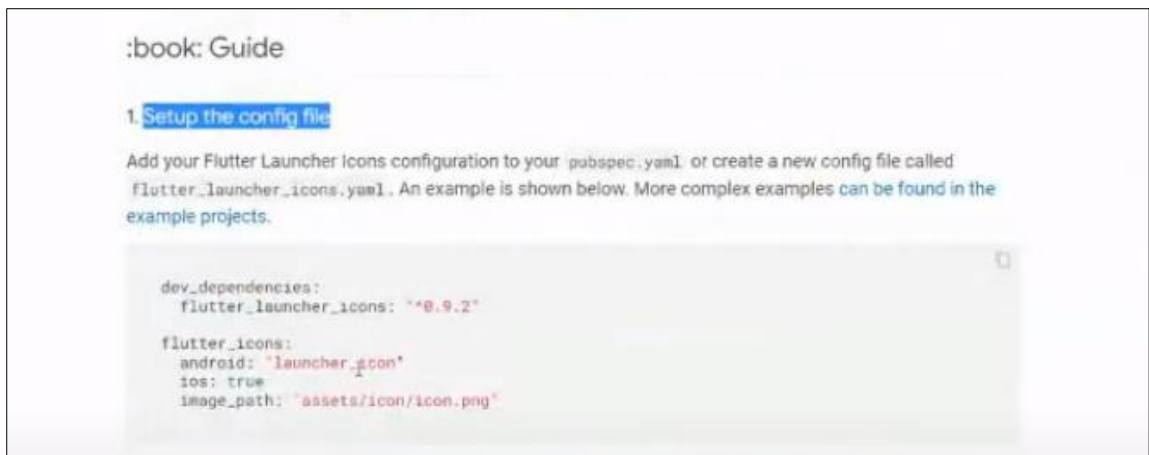 :book: Guide
1. Setup the config file
Add your Flutter Launcher Icons configuration to your pubspec.yaml or create a new config file called
flutter_launcher_icons.yaml. An example is shown below. More complex examples can be found in the
example projects.
dev_dependencies:
flutter_launcher_icons: "^0.9.2"
flutter_icons:
android: "launcher_icon"
ios: true
image_path: "assets/icon/icon.png"